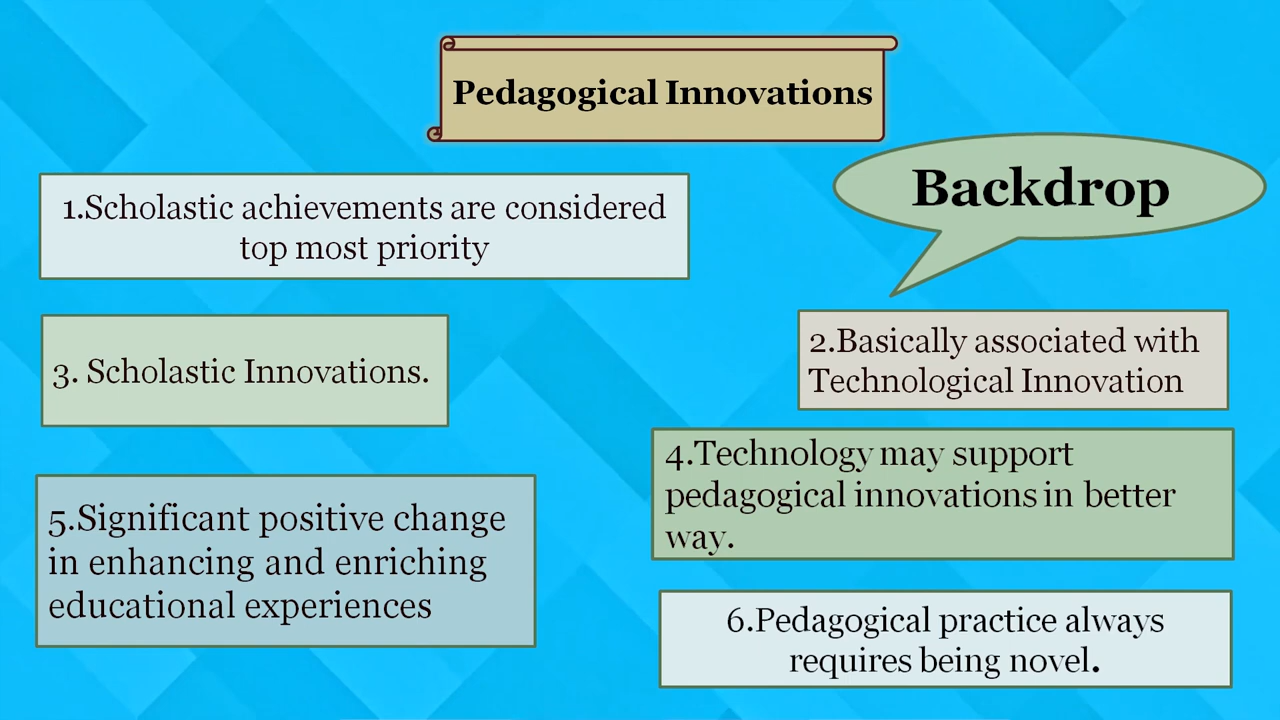 Pedagogical Innovations
Backdrop
1.Scholastic achievements are considered
top most priority
2.Basically associated with
Technological Innovation
3. Scholastic Innovations.
4.Technology may support
pedagogical innovations in better
way.
5.Significant positive change
in enhancing and enriching
educational experiences
6.Pedagogical practice always
requires being novel.